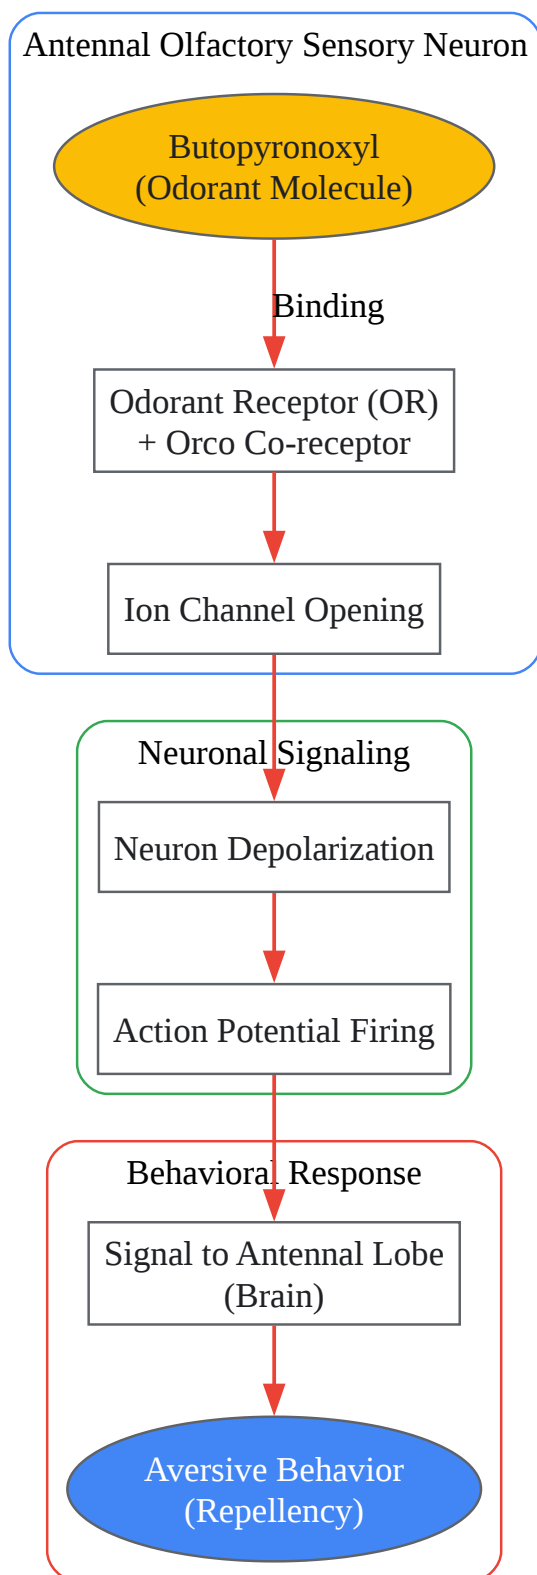 Antennal Olfactory Sensory Neuron
Butopyronoxyl
(Odorant Molecule)
Binding
Odorant Receptor (OR)
+ Orco Co-receptor
Ion Channel Opening
Neuronal Signaling
Neuron Depolarization
Action Potential Firing
Behavioral Response
Signal to Antennal Lobe
(Brain)
Aversive Behavior
(Repellency)